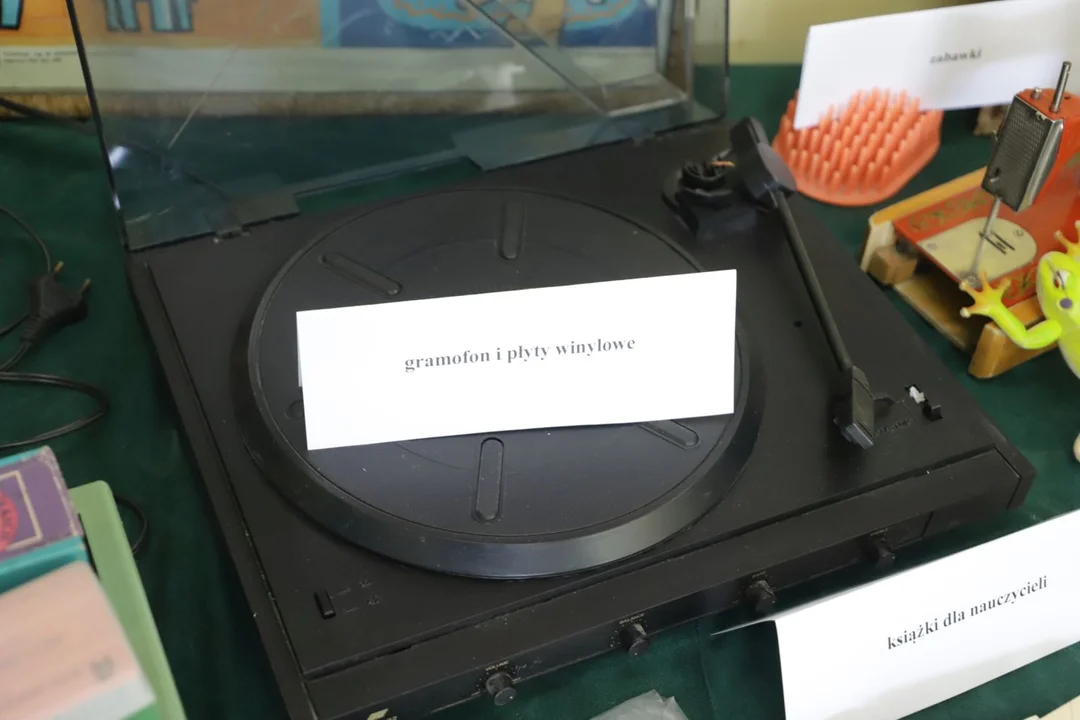 zabawki
gramofon i płyty winylowe
książki dla nauczycieli